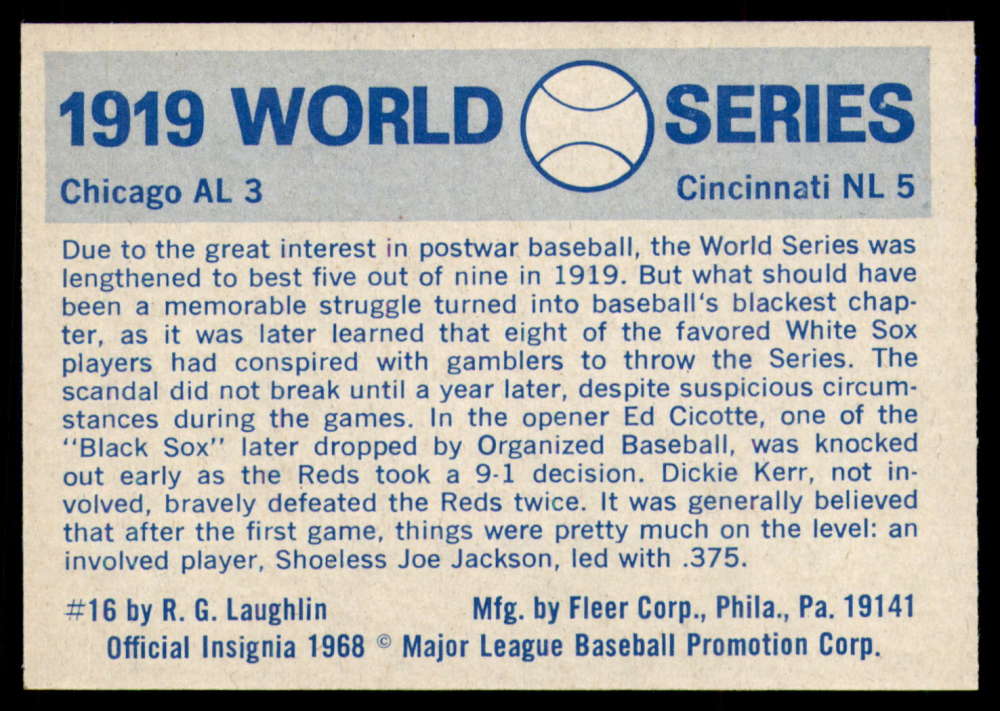 1919 WORLD SERIES
Chicago AL 3 Cincinnati NL 5
Due to the great interest in postwar baseball, the World Series was
lengthened to best five out of nine in 1919. But what should have
been a memorable struggle turned into baseball's blackest chap-
ter, as it was later learned that eight of the favored White Sox
players had conspired with gamblers to throw the Series. The
scandal did not break until a year later, despite suspicious circum-
stances during the games. In the opener Ed Cicotte, one of the
"Black Sox" later dropped by Organized Baseball, was knocked
out early as the Reds took a 9-1 decision. Dickie Kerr, not in-
volved, bravely defeated the Reds twice. It was generally believed
that after the first game, things were pretty much on the level: an
involved player, Shoeless Joe Jackson, led with .375.
#16 by R. G. Laughlin Mfg. by Fleer Corp., Phila., Pa. 19141
Official Insignia 1968 © Major League Baseball Promotion Corp.